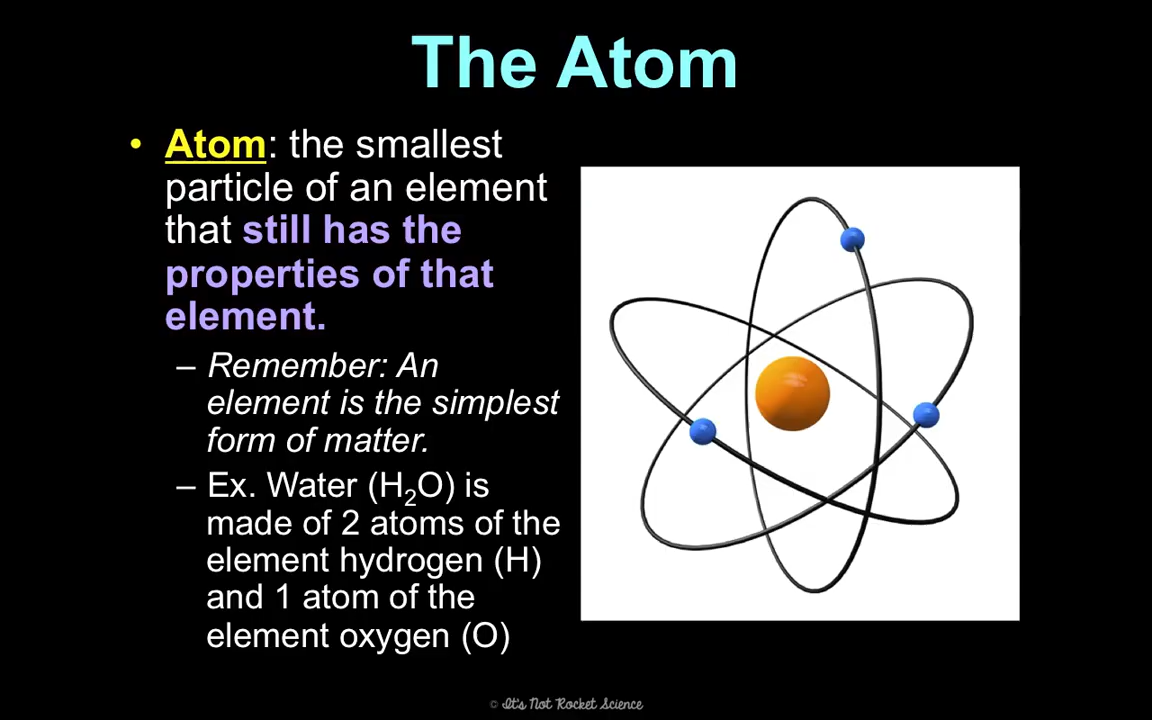 The Atom
• Atom: the smallest
particle of an element
that still has the
properties of that
element.
– Remember: An
element is the simplest
form of matter.
– Ex. Water (H₂O) is
made of 2 atoms of the
element hydrogen (H)
and 1 atom of the
element oxygen (O)
© It's Not Rocket Science